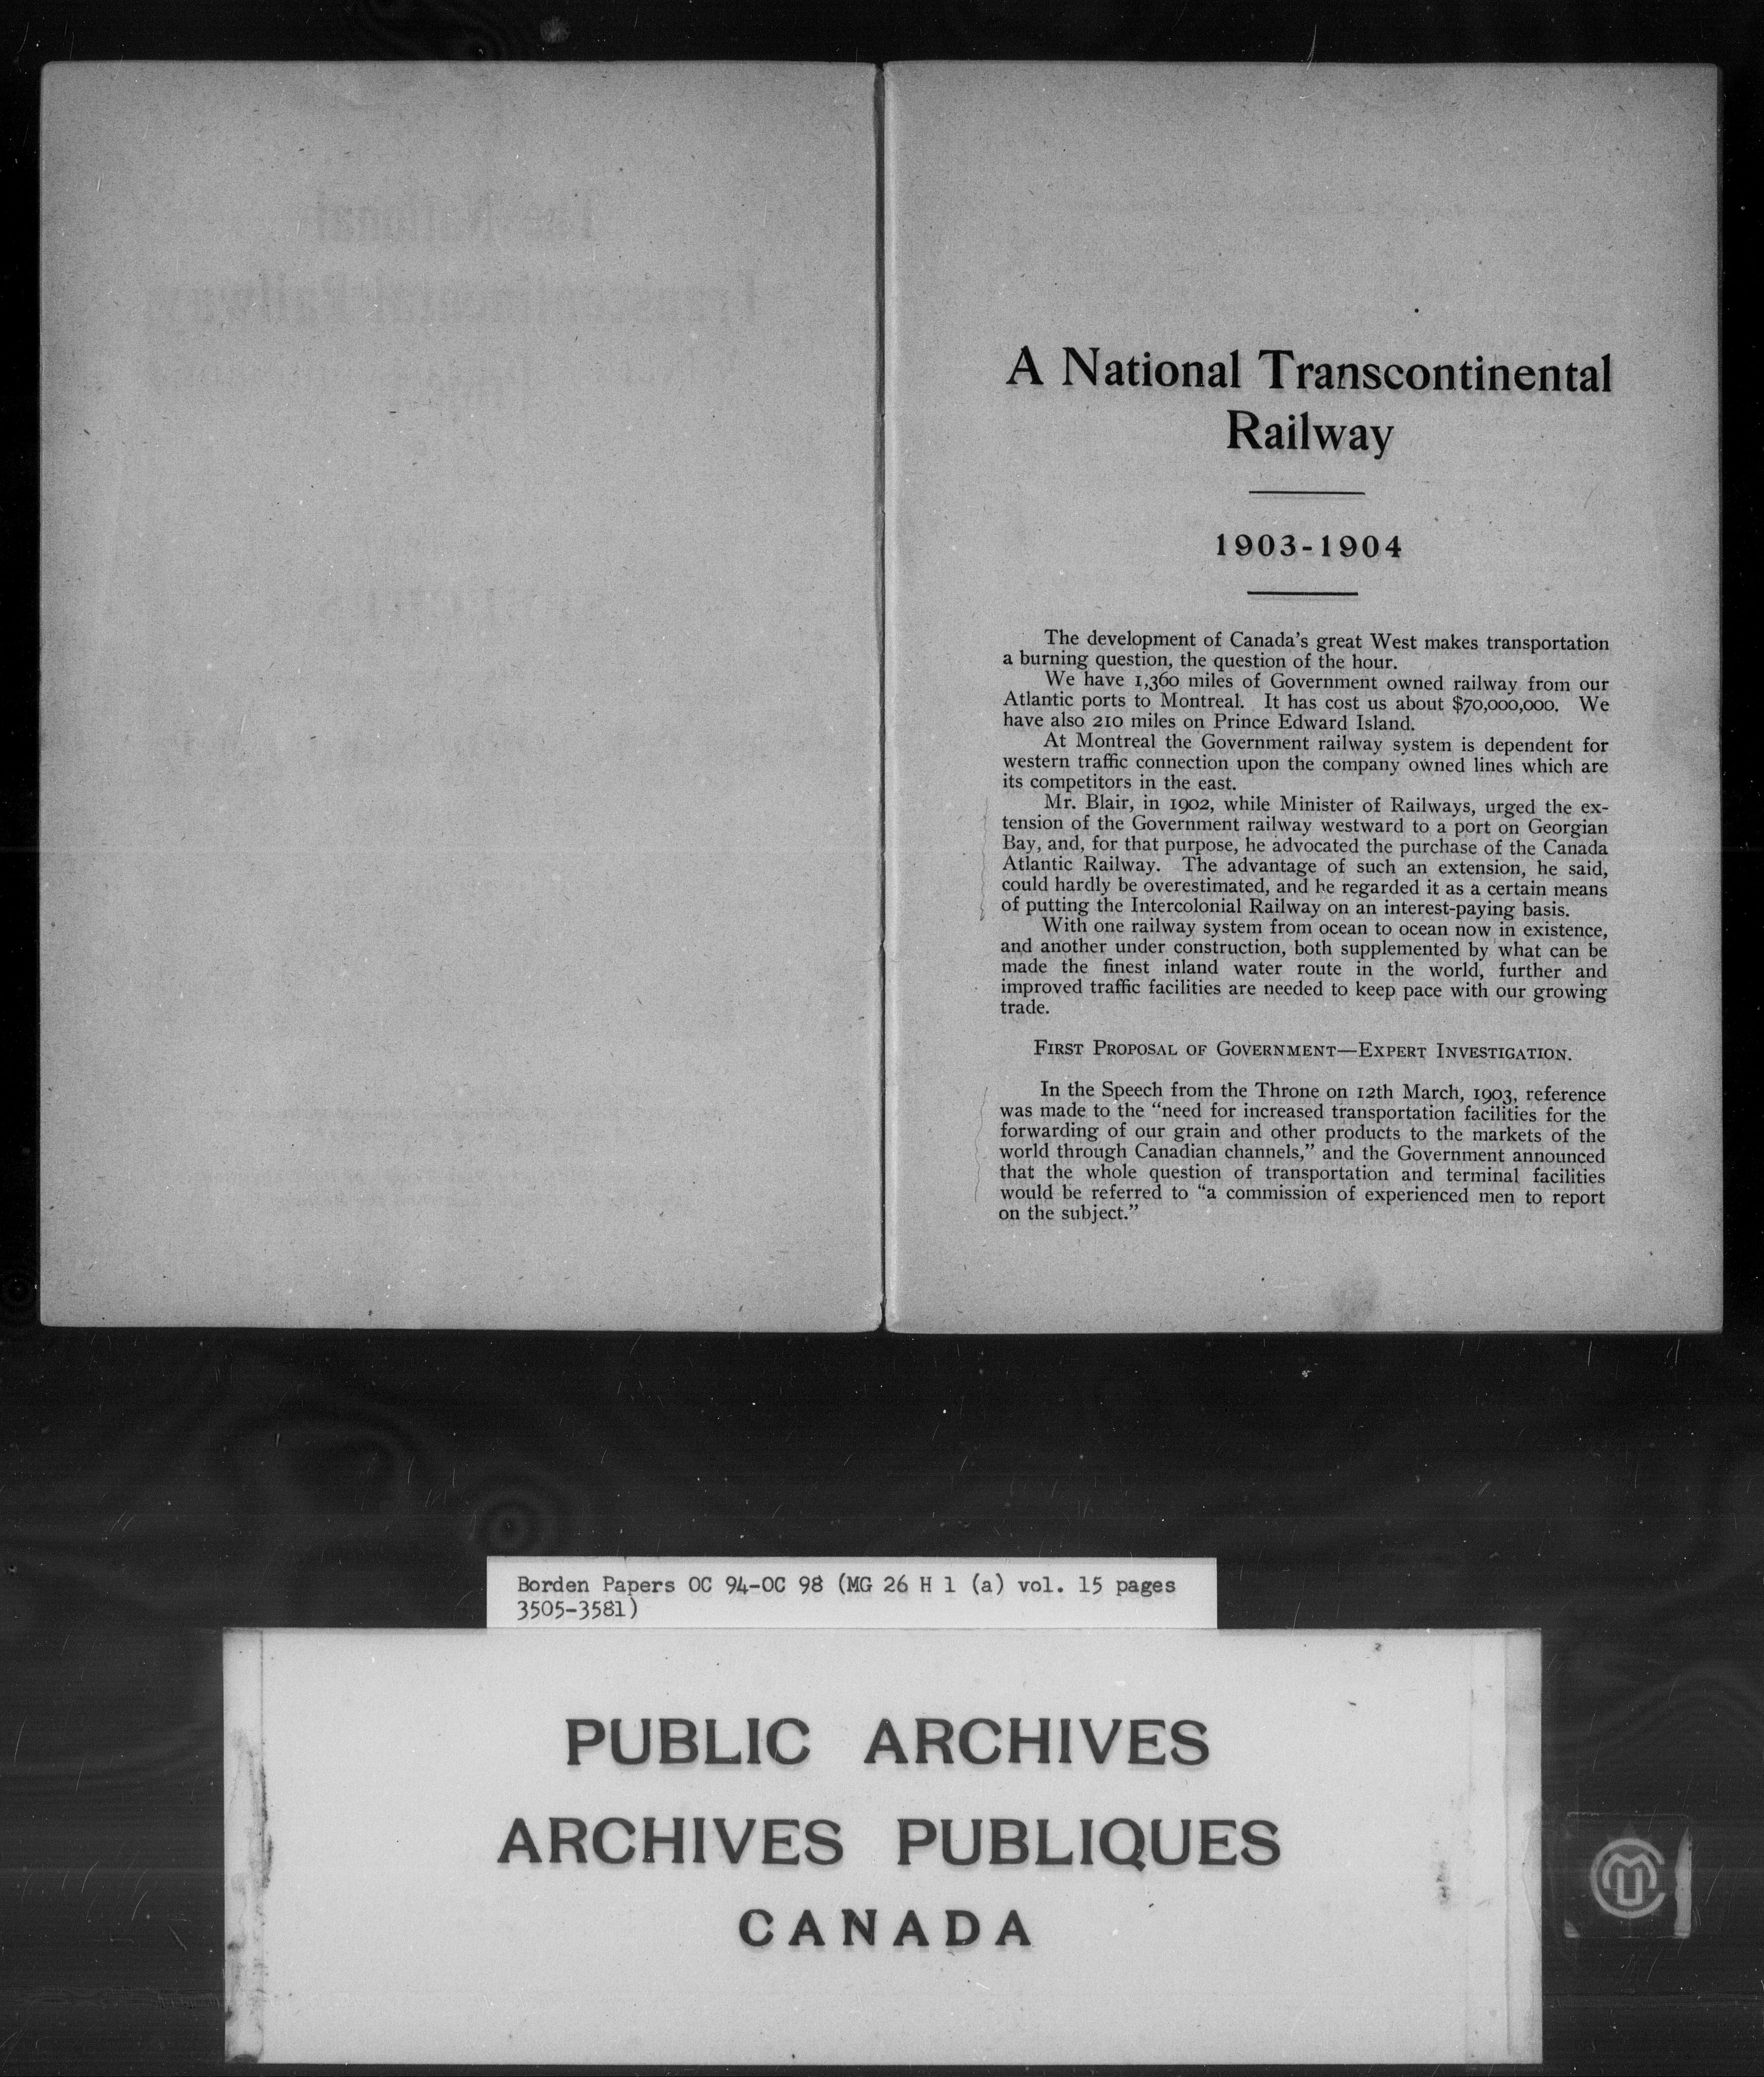 A National Transcontinental
Railway
1903-1904
The development of Canada's great West makes transportation
a burning question, the question of the hour.
We have 1,360 miles of Government owned railway from our
Atlantic ports to Montreal. It has cost us about $70,000,000. We
have also 210 miles on Prince Edward Island.
At Montreal the Government railway system is dependent for
western traffic connection upon the company owned lines which are
its competitors in the east.
Mr. Blair, in 1902, while Minister of Railways, urged the ex-
tension of the Government railway westward to a port on Georgian
Bay, and, for that purpose, he advocated the purchase of the Canada
Atlantic Railway. The advantage of such an extension, he said,
could hardly be overestimated, and he regarded it as a certain means
of putting the Intercolonial Railway on an interest-paying basis.
With one railway system from ocean to ocean now in existence,
and another under construction, both supplemented by what can be
made the finest inland water route in the world, further and
improved traffic facilities are needed to keep pace with our growing
trade.
FIRST PROPOSAL OF GOVERNMENT—EXPERT INVESTIGATION.
In the Speech from the Throne on 12th March, 1903, reference
was made to the "need for increased transportation facilities for the
forwarding of our grain and other products to the markets of the
world through Canadian channels," and the Government announced
that the whole question of transportation and terminal facilities
would be referred to "a commission of experienced men to report
on the subject."
Borden Papers OC 94-OC 98 (MG 26 H 1 (a) vol. 15 pages
3505-3581)
PUBLIC ARCHIVES
ARCHIVES PUBLIQUES
CANADA